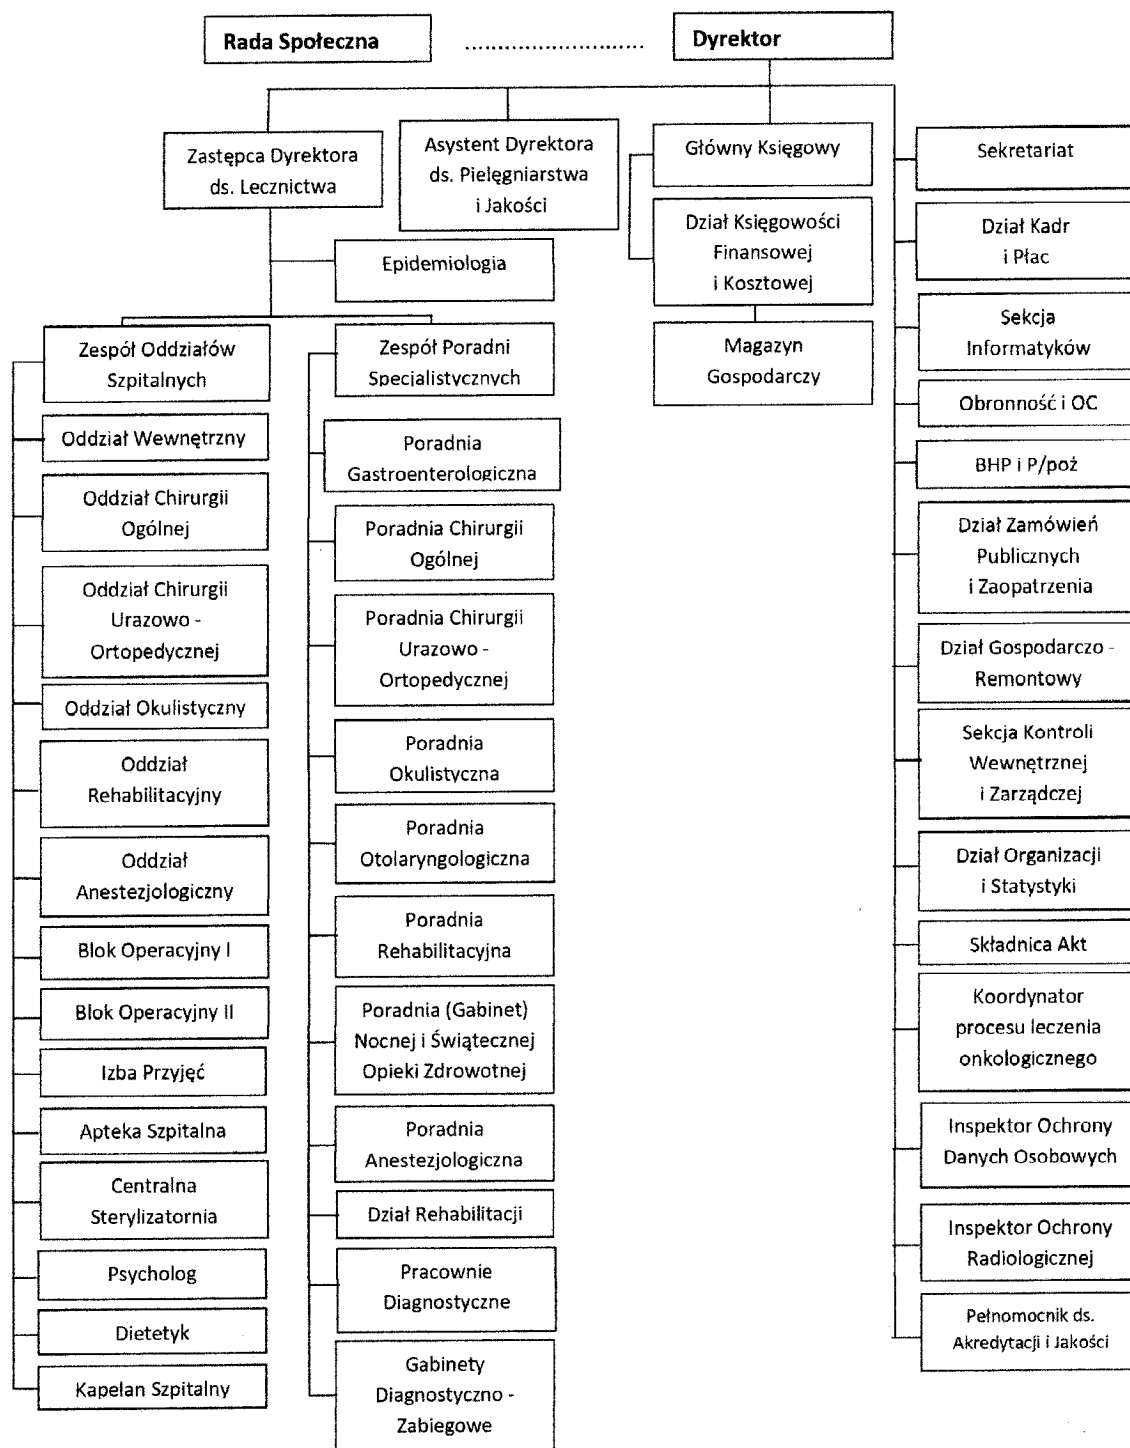 Rada Społeczna
........................
Dyrektor
Zastępca Dyrektora
ds. Lecznictwa
Asystent Dyrektora
ds. Pielęgniarstwa
i Jakości
Główny Księgowy
Dział Księgowości
Finansowej
i Kosztowej
Magazyn
Gospodarczy
Epidemiologia
Zespół Oddziałów
Szpitalnych
Oddział Wewnętrzny
Oddział Chirurgii
Ogólnej
Oddział Chirurgii
Urazowo -
Ortopedycznej
Oddział Okulistyczny
Oddział
Rehabilitacyjny
Oddział
Anestezjologiczny
Blok Operacyjny I
Blok Operacyjny II
Izba Przyjęć
Apteka Szpitalna
Centralna
Sterylizatornia
Psycholog
Dietetyk
Kapelan Szpitalny
Zespół Poradni
Specjalistycznych
Poradnia
Gastroenterologiczna
Poradnia Chirurgii
Ogólnej
Poradnia Chirurgii
Urazowo -
Ortopedycznej
Poradnia
Okulistyczna
Poradnia
Otolaryngologiczna
Poradnia
Rehabilitacyjna
Poradnia (Gabinet)
Nocnej i Świątecznej
Opieki Zdrowotnej
Poradnia
Anestezjologiczna
Dział Rehabilitacji
Pracownie
Diagnostyczne
Gabinety
Diagnostyczno -
Zabiegowe
Sekretariat
Dział Kadr
i Płac
Sekcja
Informatyków
Obronność i OC
BHP i P/poż
Dział Zamówień
Publicznych
i Zaopatrzenia
Dział Gospodarczo -
Remontowy
Sekcja Kontroli
Wewnętrznej
i Zarządczej
Dział Organizacji
i Statystyki
Składnica Akt
Koordynator
procesu leczenia
onkologicznego
Inspektor Ochrony
Danych Osobowych
Inspektor Ochrony
Radiologicznej
Pełnomocnik ds.
Akredytacji i Jakości